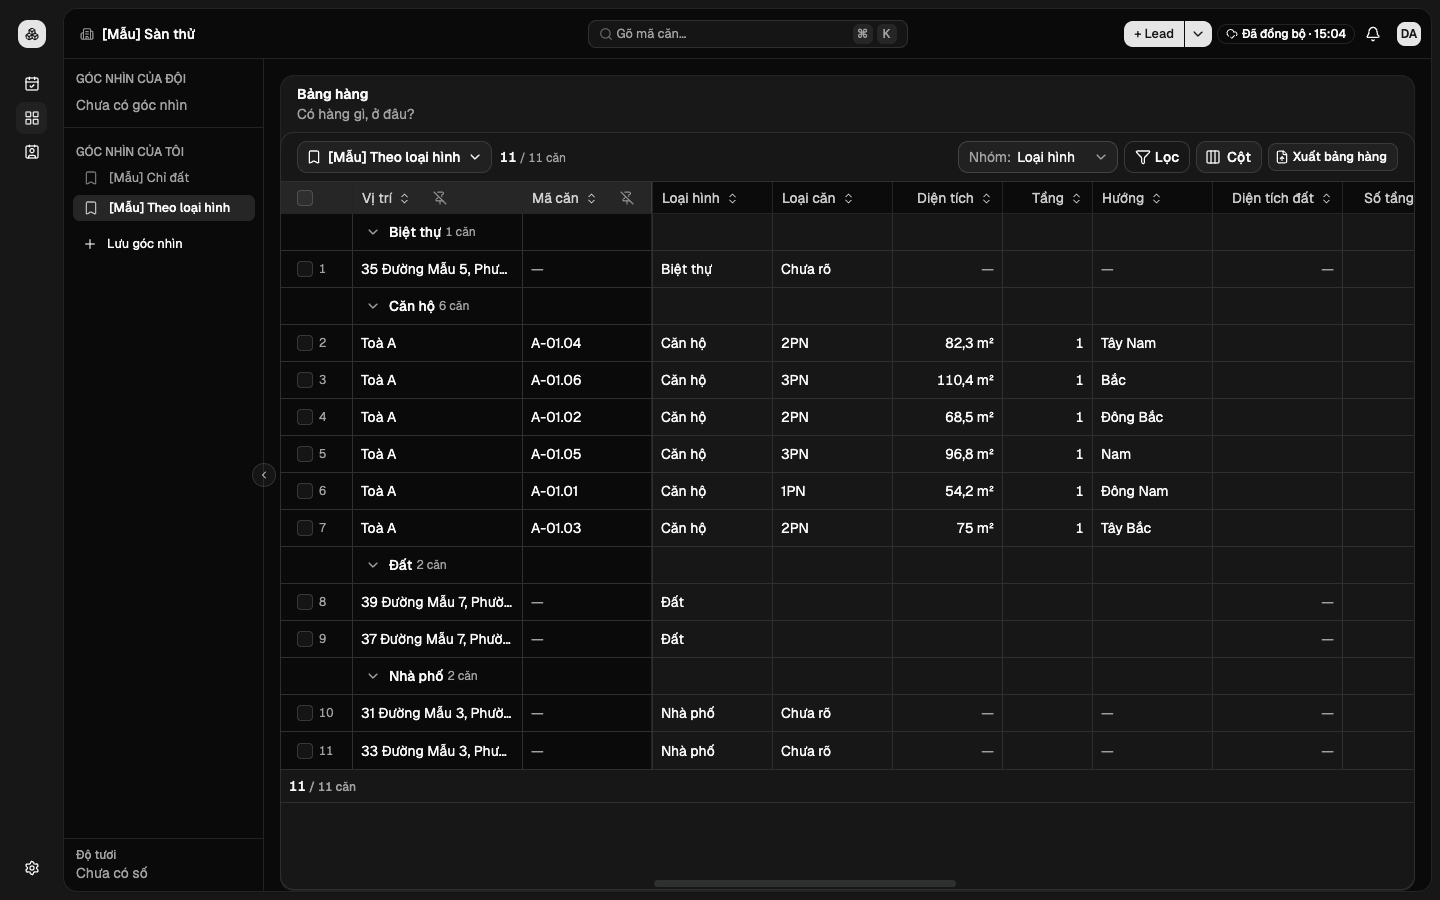 [Mẫu] Sàn thử
Gõ mã căn...
⌘ K
+ Lead
Đã đồng bộ · 15:04
DA
GÓC NHÌN CỦA ĐỘI
Chưa có góc nhìn
GÓC NHÌN CỦA TÔI
[Mẫu] Chỉ đất
[Mẫu] Theo loại hình
Lưu góc nhìn
Độ tươi
Chưa có số
Bảng hàng
Có hàng gì, ở đâu?
[Mẫu] Theo loại hình 11 / 11 căn
Nhóm: Loại hình Lọc Cột Xuất bảng hàng
Vị trí Mã căn Loại hình Loại căn Diện tích Tầng Hướng Diện tích đất Số tầng
Biệt thự 1 căn
1 35 Đường Mẫu 5, Phư... — Biệt thự Chưa rõ — — —
Căn hộ 6 căn
2 Toà A A-01.04 Căn hộ 2PN 82,3 m² 1 Tây Nam
3 Toà A A-01.06 Căn hộ 3PN 110,4 m² 1 Bắc
4 Toà A A-01.02 Căn hộ 2PN 68,5 m² 1 Đông Bắc
5 Toà A A-01.05 Căn hộ 3PN 96,8 m² 1 Nam
6 Toà A A-01.01 Căn hộ 1PN 54,2 m² 1 Đông Nam
7 Toà A A-01.03 Căn hộ 2PN 75 m² 1 Tây Bắc
Đất 2 căn
8 39 Đường Mẫu 7, Phườ... — Đất —
9 37 Đường Mẫu 7, Phườ... — Đất —
Nhà phố 2 căn
10 31 Đường Mẫu 3, Phườ... — Nhà phố Chưa rõ — — —
11 33 Đường Mẫu 3, Phư... — Nhà phố Chưa rõ — — —
11 / 11 căn